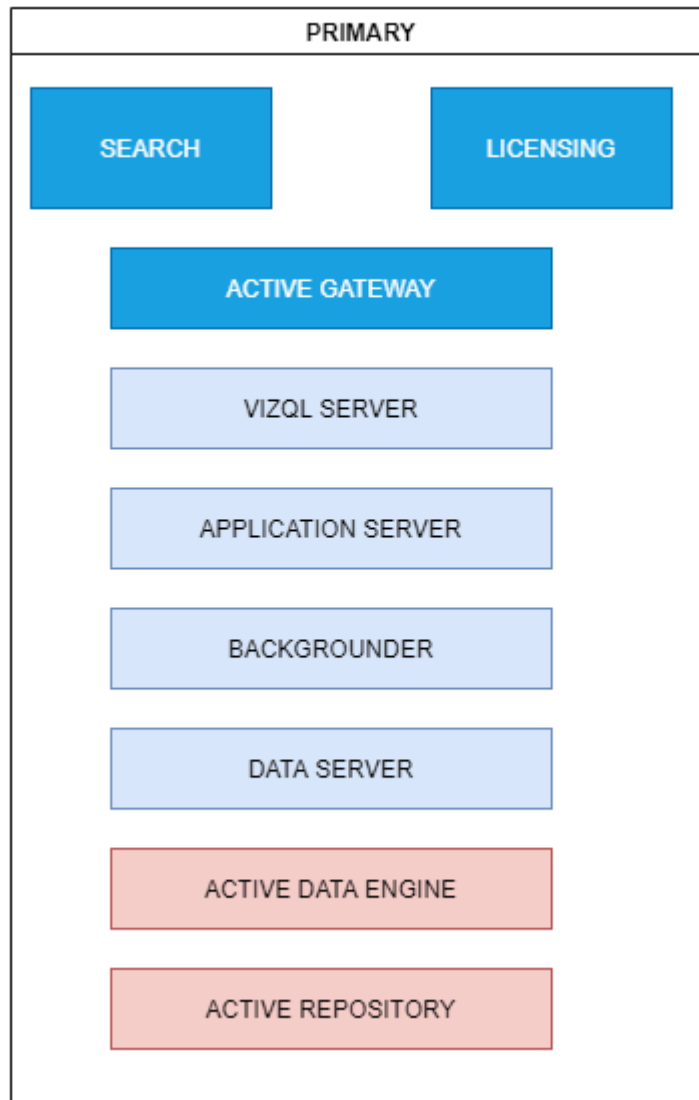 PRIMARY
SEARCH
LICENSING
ACTIVE GATEWAY
VIZQL SERVER
APPLICATION SERVER
BACKGROUNDER
DATA SERVER
ACTIVE DATA ENGINE
ACTIVE REPOSITORY